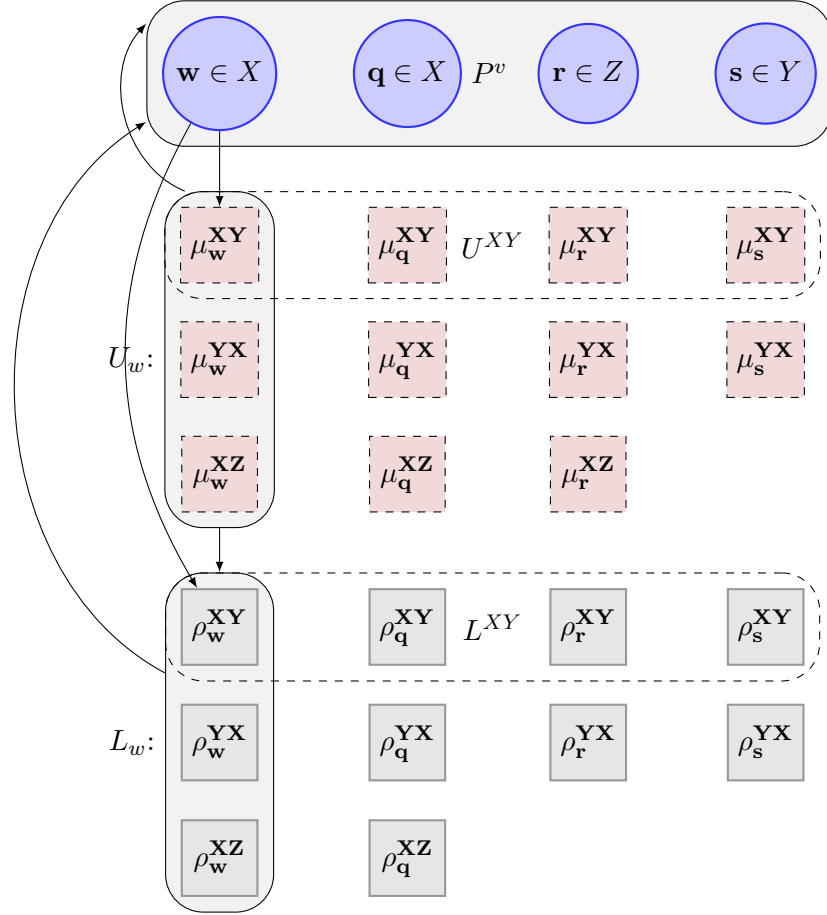 w ∈ X q ∈ X P^v r ∈ Z s ∈ Y
μ_w^XY μ_q^XY U^XY μ_r^XY μ_s^XY
U_w: μ_w^YX μ_q^YX μ_r^YX μ_s^YX
μ_w^XZ μ_q^XZ μ_r^XZ
ρ_w^XY ρ_q^XY L^XY ρ_r^XY ρ_s^XY
L_w: ρ_w^YX ρ_q^YX ρ_r^YX ρ_s^YX
ρ_w^XZ ρ_q^XZ